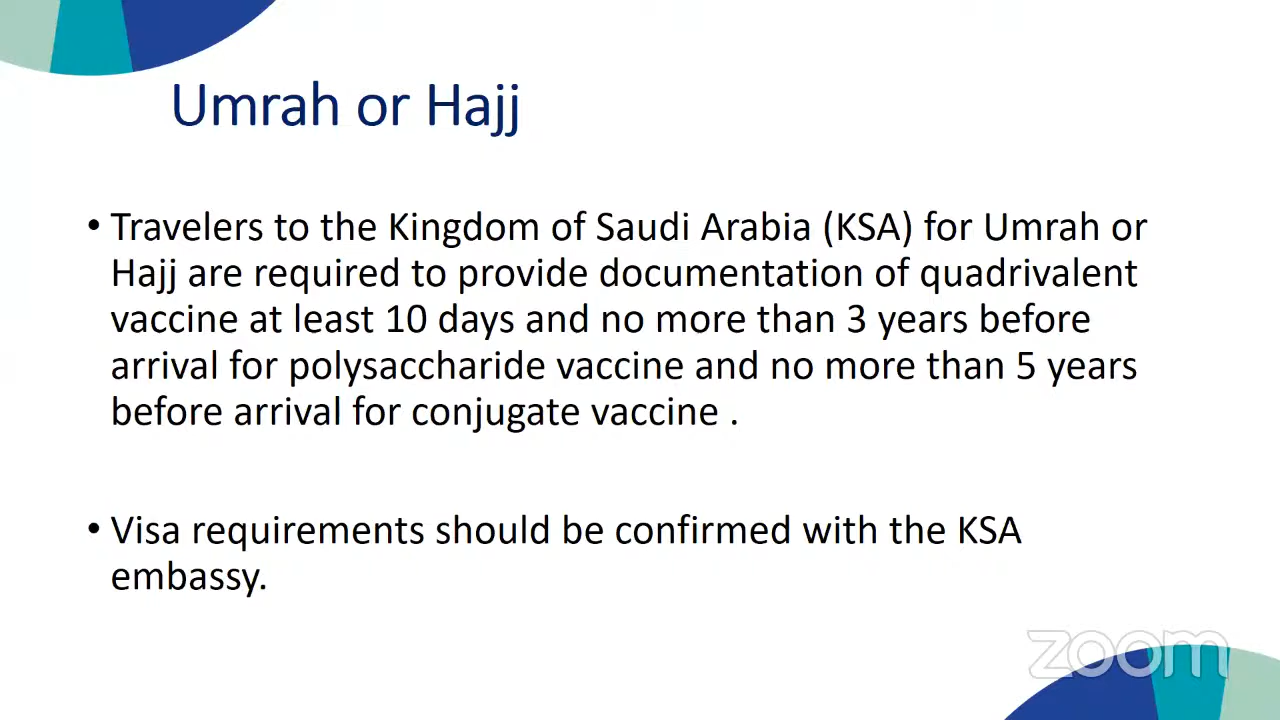 Umrah or Hajj
• Travelers to the Kingdom of Saudi Arabia (KSA) for Umrah or
Hajj are required to provide documentation of quadrivalent
vaccine at least 10 days and no more than 3 years before
arrival for polysaccharide vaccine and no more than 5 years
before arrival for conjugate vaccine .
• Visa requirements should be confirmed with the KSA
embassy.
zoom